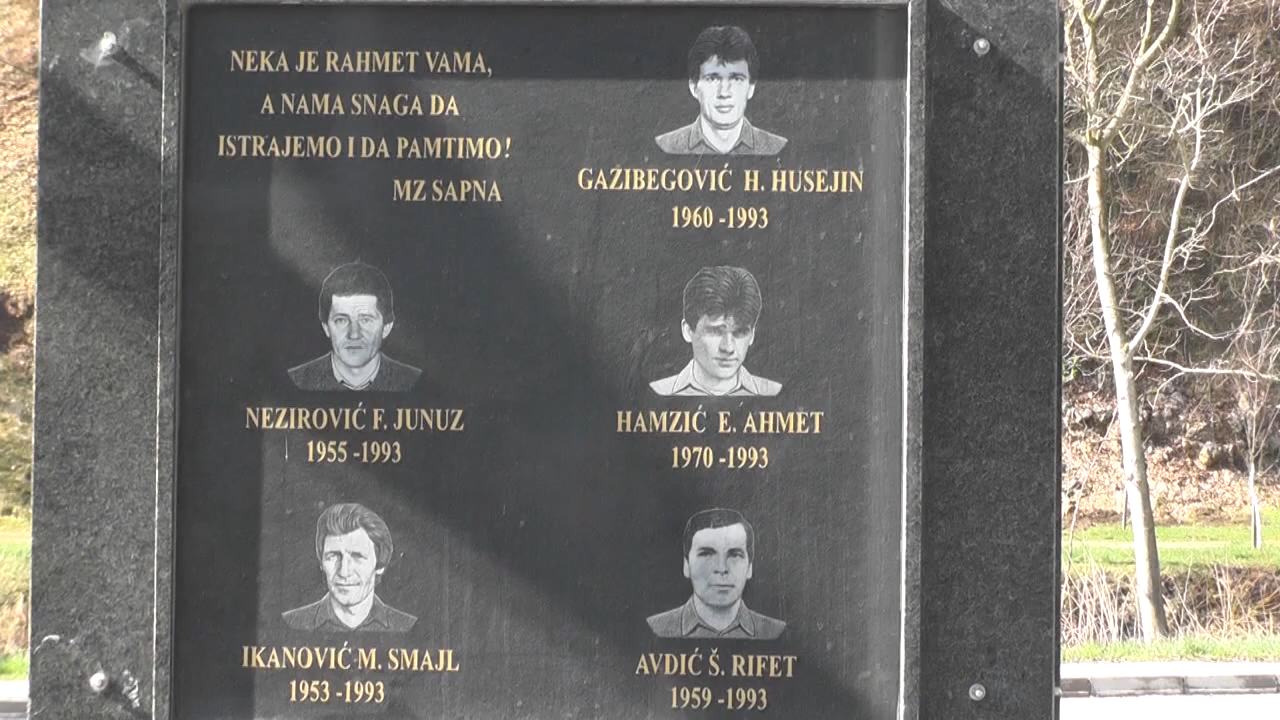 NEKA JE RAHMET VAMA,
A NAMA SNAGA DA
ISTRAJEMO I DA PAMTIMO!
MZ SAPNA
GAŽIBEGOVIĆ H. HUSEJIN
1960 -1993
NEZIROVIĆ F. JUNUZ
1955 -1993
HAMZIĆ E. AHMET
1970 -1993
IKANOVIĆ M. SMAJL
1953 -1993
AVDIĆ Š. RIFET
1959 -1993